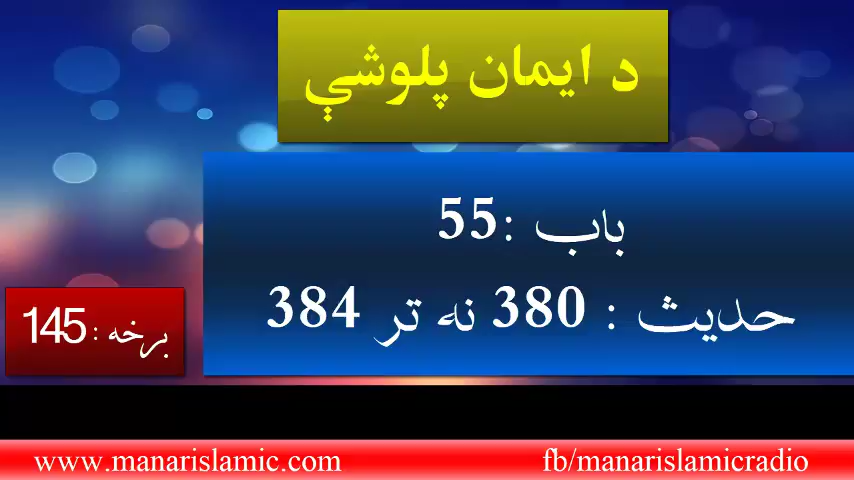 د ایمان پلوشې
باب :55
حدیث : 380 نه تر 384
برخه : 145
www.manarislamic.com
fb/manarislamicradio